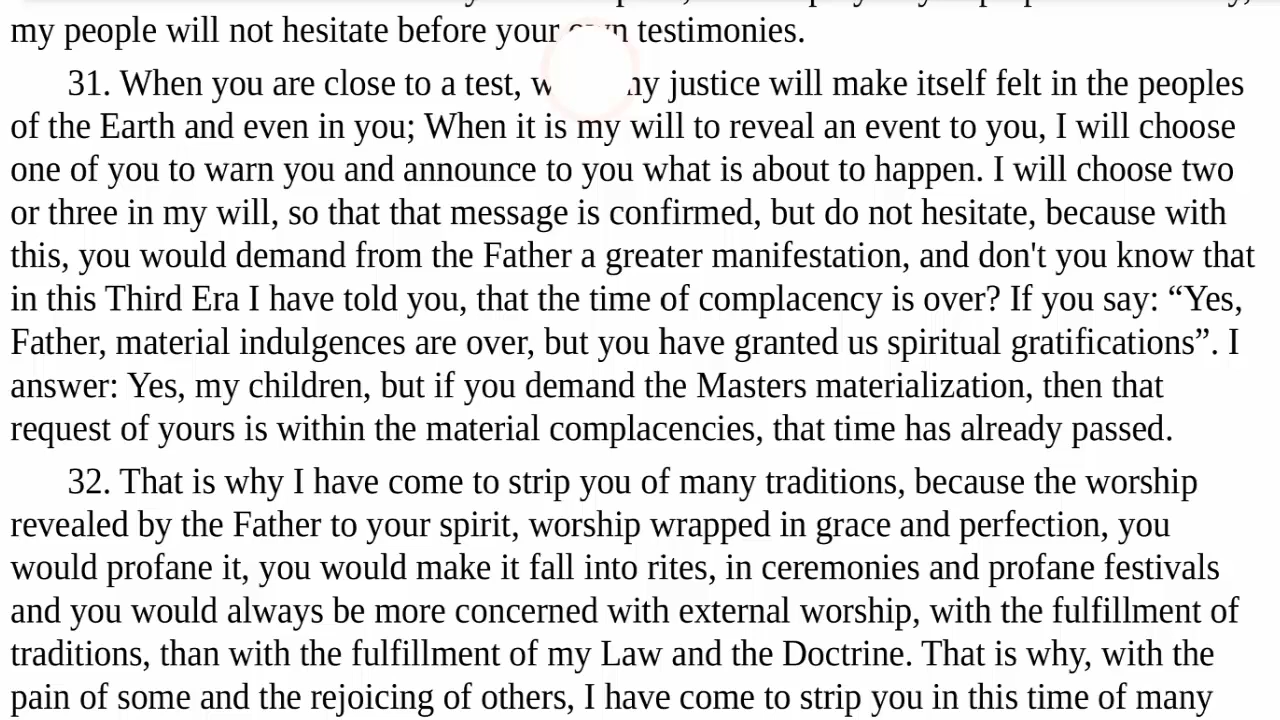 my people will not hesitate before your own testimonies.
31. When you are close to a test, my justice will make itself felt in the peoples
of the Earth and even in you; When it is my will to reveal an event to you, I will choose
one of you to warn you and announce to you what is about to happen. I will choose two
or three in my will, so that that message is confirmed, but do not hesitate, because with
this, you would demand from the Father a greater manifestation, and don't you know that
in this Third Era I have told you, that the time of complacency is over? If you say: “Yes,
Father, material indulgences are over, but you have granted us spiritual gratifications”. I
answer: Yes, my children, but if you demand the Masters materialization, then that
request of yours is within the material complacencies, that time has already passed.
32. That is why I have come to strip you of many traditions, because the worship
revealed by the Father to your spirit, worship wrapped in grace and perfection, you
would profane it, you would make it fall into rites, in ceremonies and profane festivals
and you would always be more concerned with external worship, with the fulfillment of
traditions, than with the fulfillment of my Law and the Doctrine. That is why, with the
pain of some and the rejoicing of others, I have come to strip you in this time of many